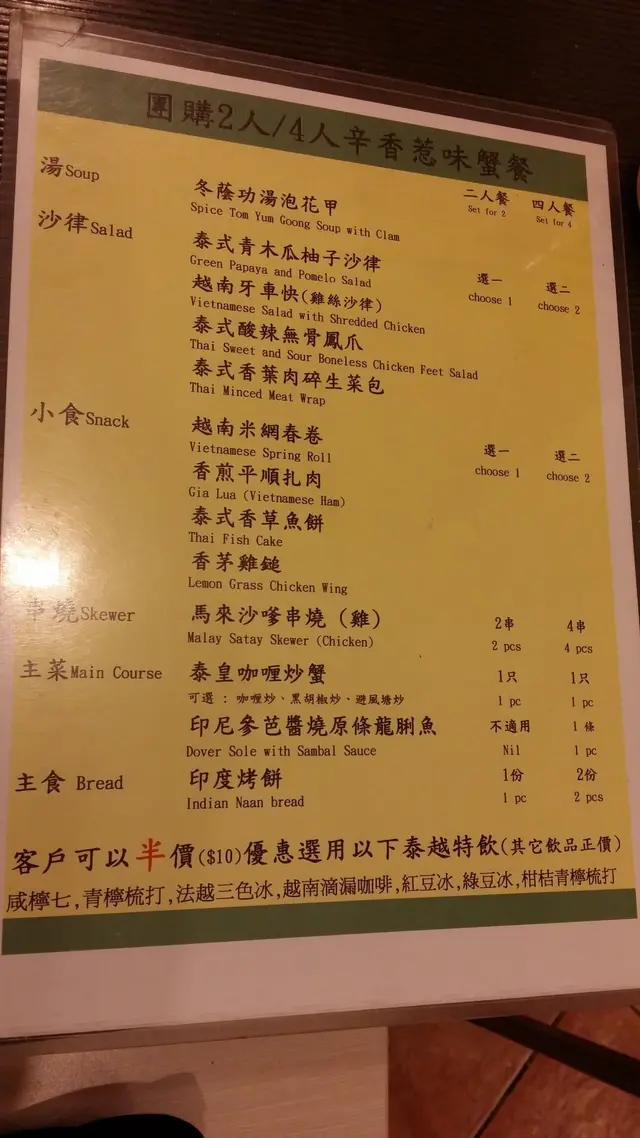 團購2人/4人辛香惹味蟹餐
湯Soup
二人餐 四人餐
Set for 2 Set for 4
冬蔭功湯泡花甲
Spice Tom Yum Goong Soup with Clam
沙律Salad
泰式青木瓜柚子沙律
Green Papaya and Pomelo Salad
選一 選二
choose 1 choose 2
越南牙車快(雞絲沙律)
Vietnamese Salad with Shredded Chicken
泰式酸辣無骨鳳爪
Thai Sweet and Sour Boneless Chicken Feet Salad
泰式香葉肉碎生菜包
Thai Minced Meat Wrap
小食Snack
越南米網春卷
Vietnamese Spring Roll
選一 選二
choose 1 choose 2
香煎平順扎肉
Gia Lua (Vietnamese Ham)
泰式香草魚餅
Thai Fish Cake
香茅雞鎚
Lemon Grass Chicken Wing
串燒Skewer
馬來沙嗲串燒 (雞) 2串 4串
Malay Satay Skewer (Chicken) 2 pcs 4 pcs
主菜Main Course
泰皇咖喱炒蟹 1只 1只
可選 : 咖喱炒、黑胡椒炒、避風塘炒 1 pc 1 pc
印尼參芭醬燒原條龍脷魚 不適用 1 條
Dover Sole with Sambal Sauce Nil 1 pc
主食 Bread
印度烤餅 1份 2份
Indian Naan bread 1 pc 2 pcs
客戶可以半價($10)優惠選用以下泰越特飲(其它飲品正價)
咸檸七,青檸梳打,法越三色冰,越南滴漏咖啡,紅豆冰,綠豆冰,柑桔青檸梳打